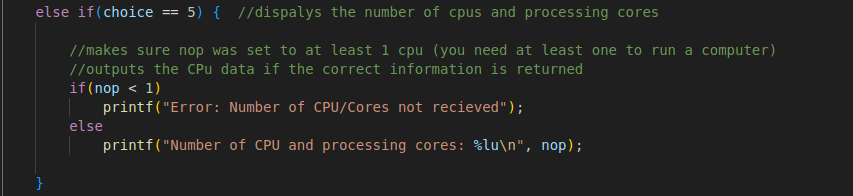 else if(choice == 5) {  //dispalys the number of cpus and processing cores
//makes sure nop was set to at least 1 cpu (you need at least one to run a computer)
//outputs the CPu data if the correct information is returned
if(nop < 1)
printf("Error: Number of CPU/Cores not recieved");
else
printf("Number of CPU and processing cores: %lu\n", nop);
}